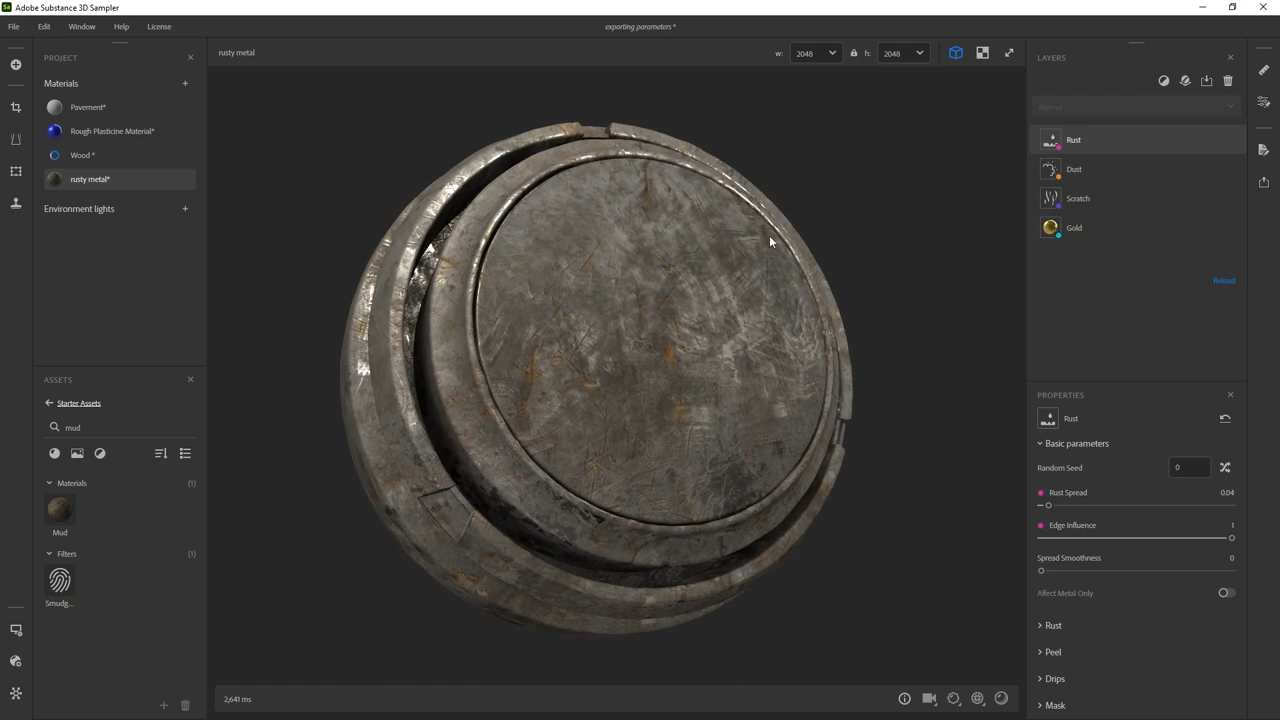 Sa Adobe Substance 3D Sampler
File Edit Window Help License
exporting parameters *
PROJECT
Materials
Pavement*
Rough Plasticine Material*
Wood *
rusty metal*
Environment lights
ASSETS
Starter Assets
mud
Materials (1)
Mud
Filters (1)
Smudg...
rusty metal
w: 2048 h: 2048
2,641 ms
LAYERS
Normal
Rust
Dust
Scratch
Gold
Reload
PROPERTIES
Rust
Basic parameters
Random Seed 0
Rust Spread 0.04
Edge Influence 1
Spread Smoothness 0
Affect Metal Only
Rust
Peel
Drips
Mask